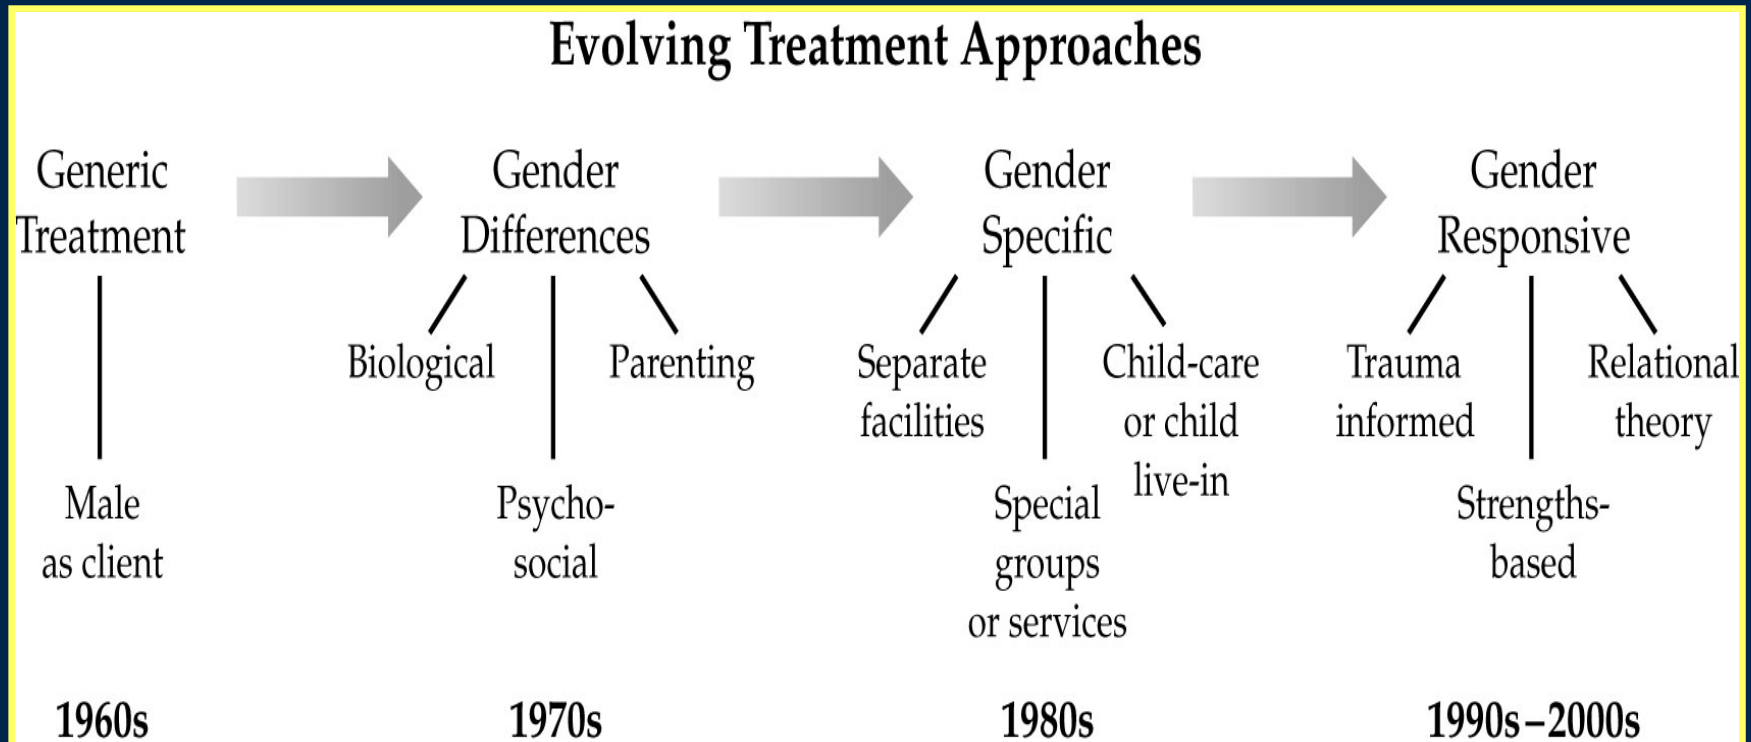 Evolving Treatment Approaches
Generic
Treatment
Male
as client
1960s
Gender
Differences
Biological
Psycho-
social
Parenting
1970s
Gender
Specific
Separate
facilities
Special
groups
or services
Child-care
or child
live-in
1980s
Gender
Responsive
Trauma
informed
Strengths-
based
Relational
theory
1990s–2000s